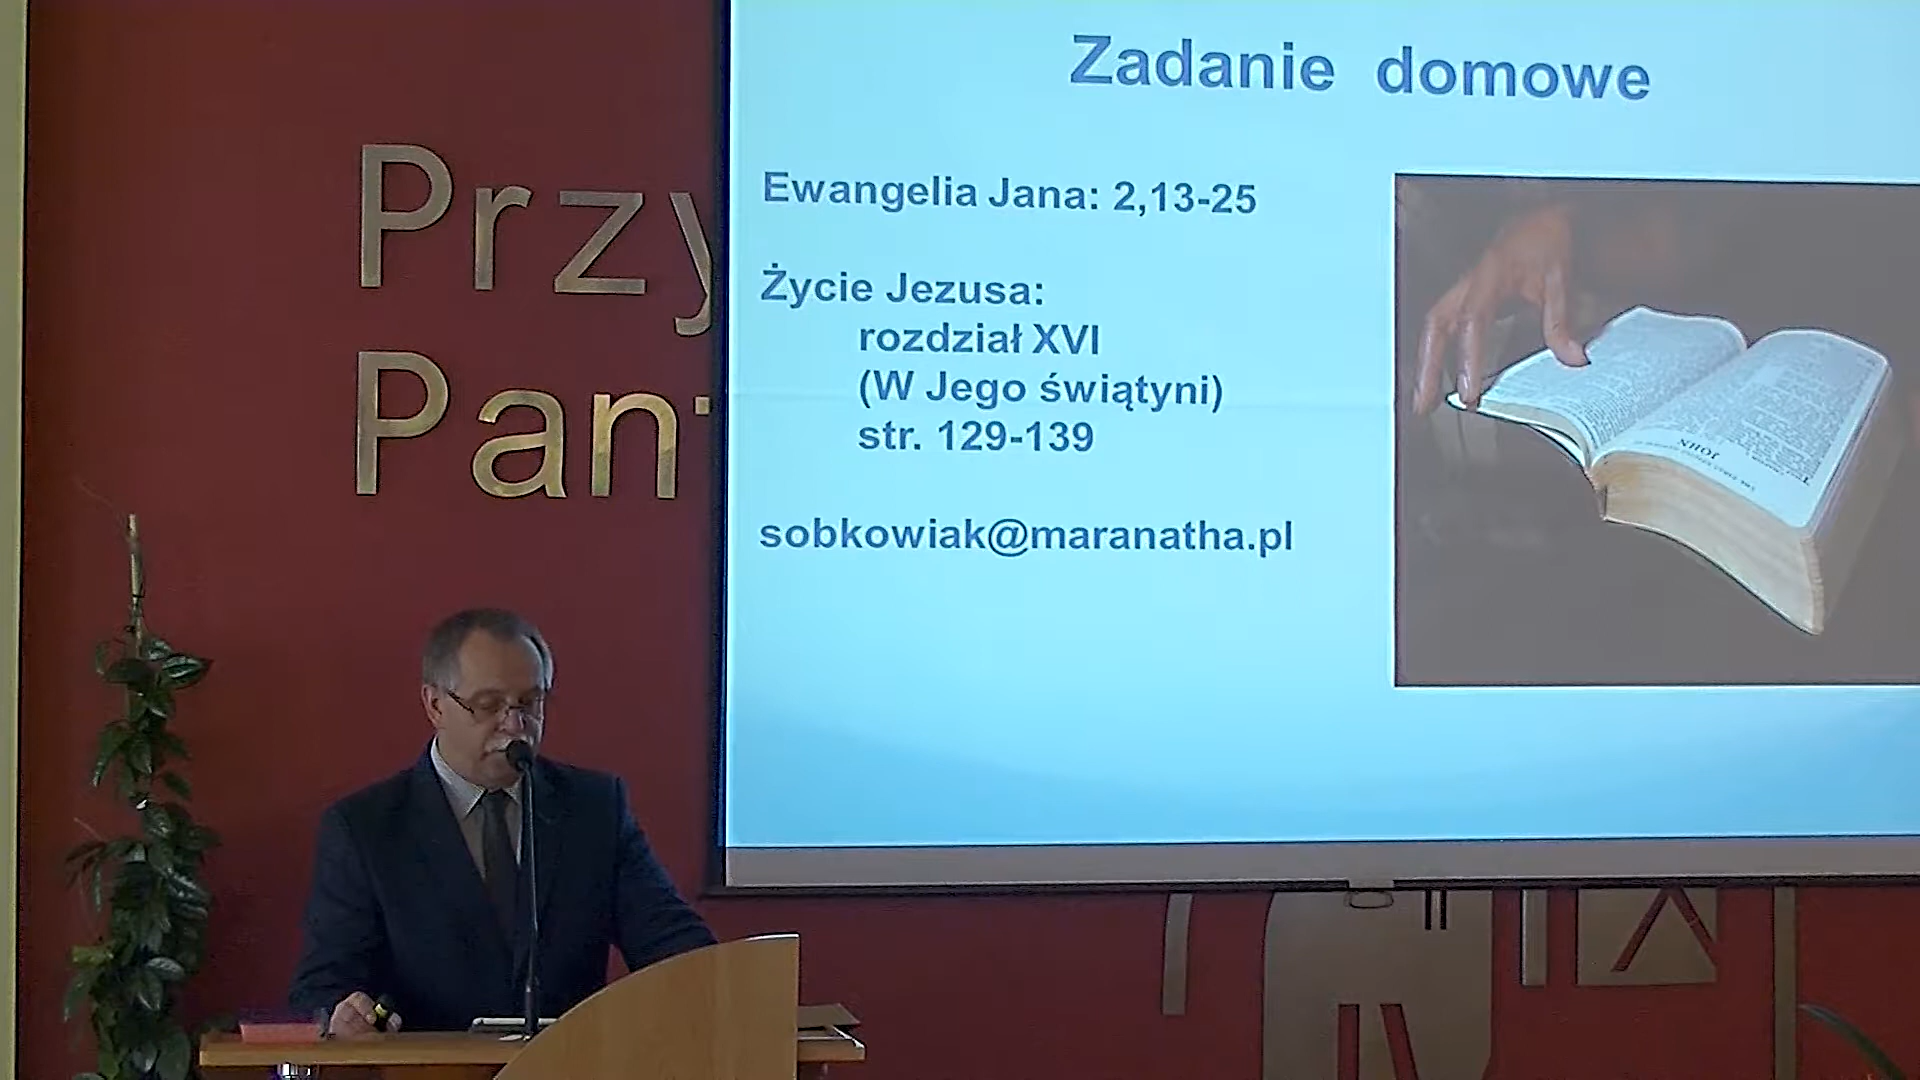 Przy
Pan
Zadanie domowe
Ewangelia Jana: 2,13-25
Życie Jezusa:
rozdział XVI
(W Jego świątyni)
str. 129-139
sobkowiak@maranatha.pl
JOHN